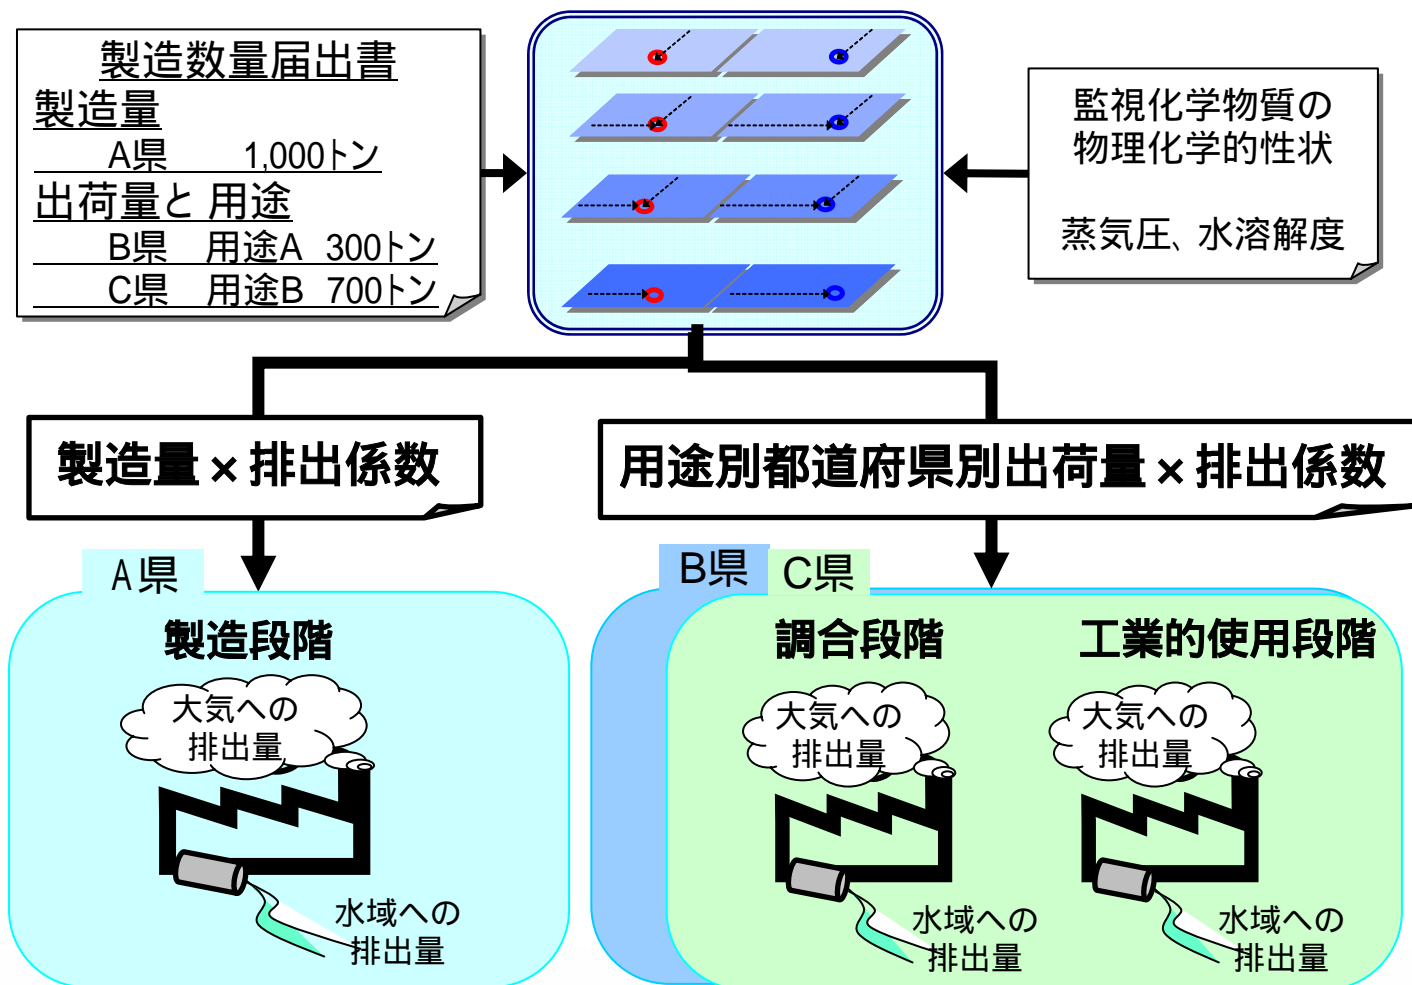 製造数量届出書
製造量
A県 1,000トン
出荷量と 用途
B県 用途A 300トン
C県 用途B 700トン
監視化学物質の
物理化学的性状
蒸気圧、水溶解度
製造量×排出係数
用途別都道府県別出荷量×排出係数
A県
製造段階
大気への
排出量
水域への
排出量
B県
C県
調合段階
大気への
排出量
水域への
排出量
工業的使用段階
大気への
排出量
水域への
排出量